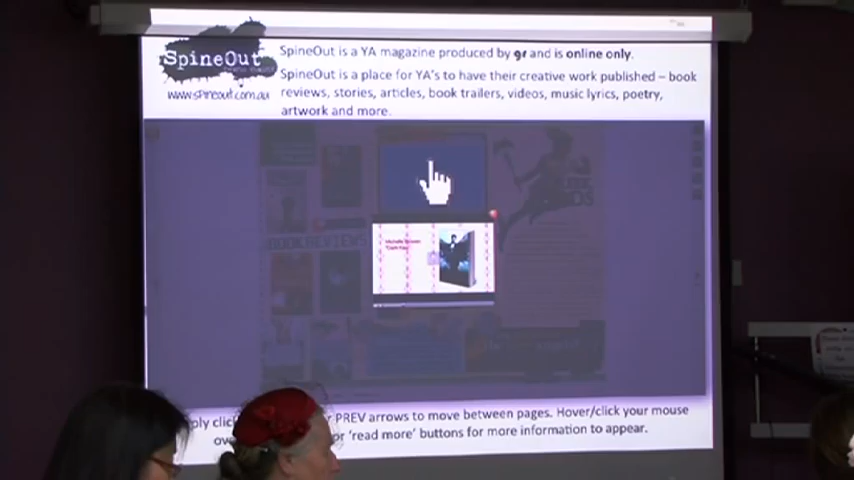 SpineOut
www.spineout.com.au
SpineOut is a YA magazine produced by gr and is online only.
SpineOut is a place for YA's to have their creative work published – book
reviews, stories, articles, book trailers, videos, music lyrics, poetry,
artwork and more.
BOOK REVIEWS
ply clic
r PREV arrows to move between pages. Hover/click your mouse
ove
or 'read more' buttons for more information to appear.